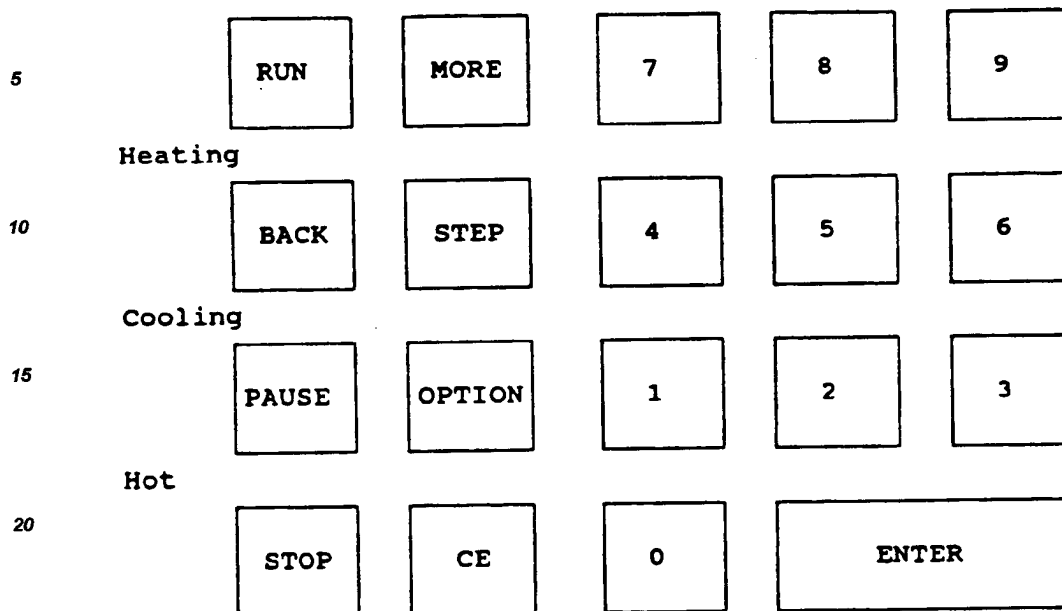 5 RUN MORE 7 8 9
Heating
10 BACK STEP 4 5 6
Cooling
15 PAUSE OPTION 1 2 3
Hot
20 STOP CE 0 ENTER